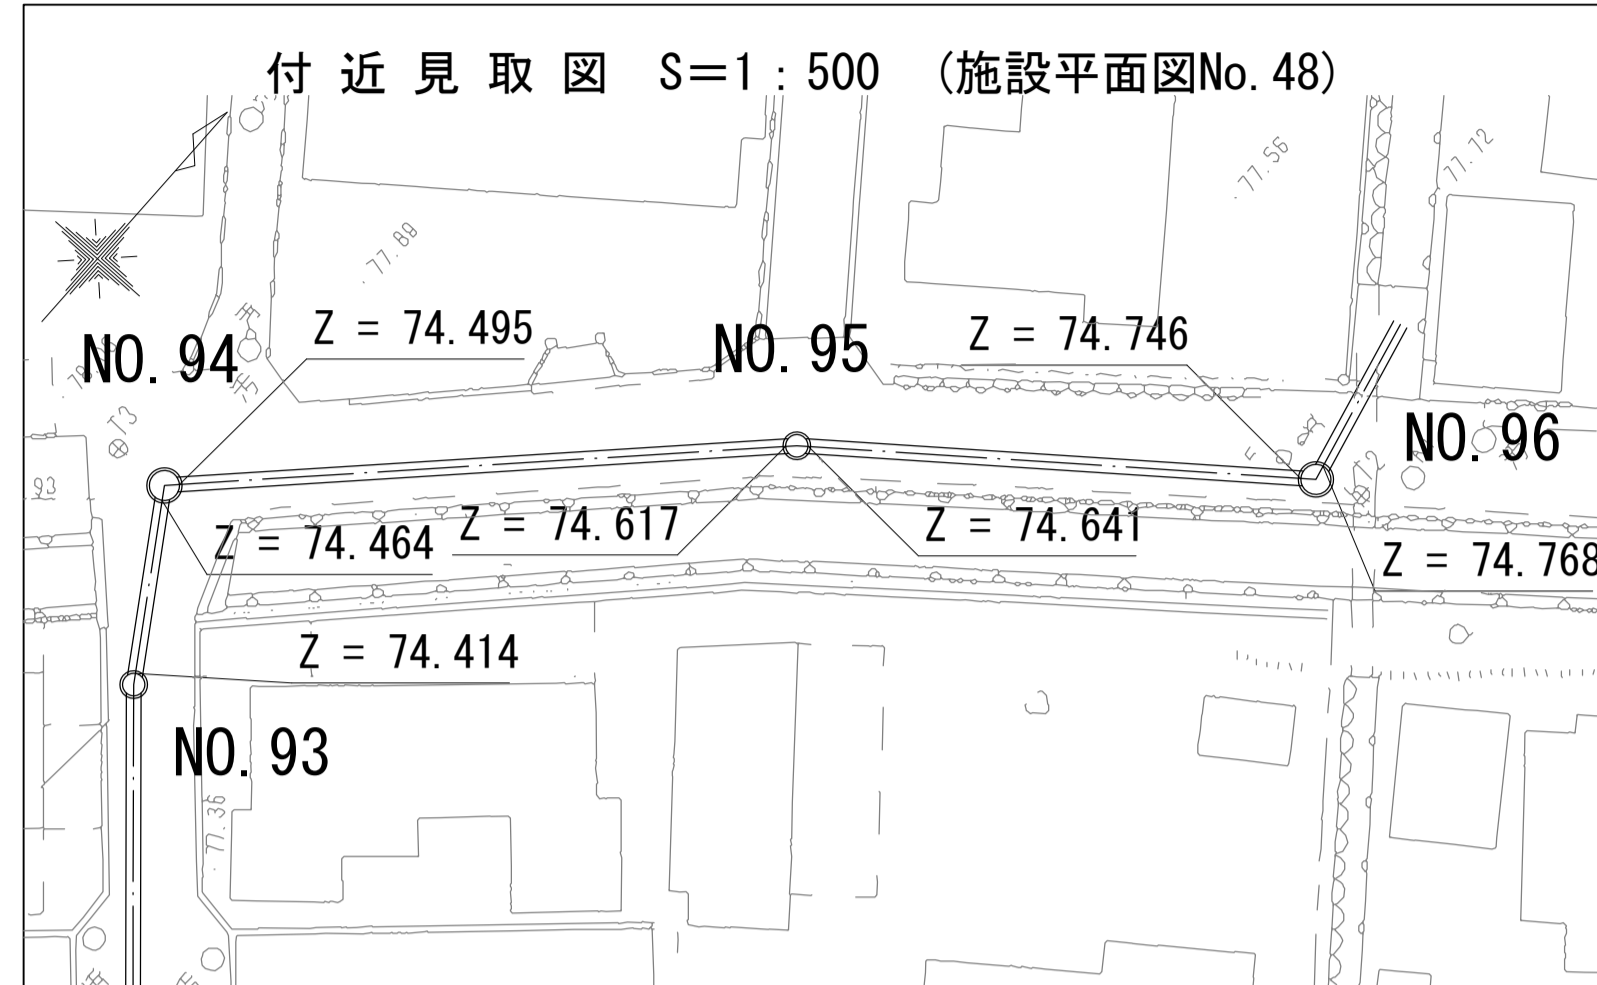 付近見取図 S=1:500 (施設平面図No.48)
77.56
77.72
77.89
Z = 74.495
NO.94
NO.95
Z = 74.746
T3
NO.96
93
Z = 74.464
Z = 74.617
Z = 74.641
Z = 74.768
Z = 74.414
NO.93
77.36